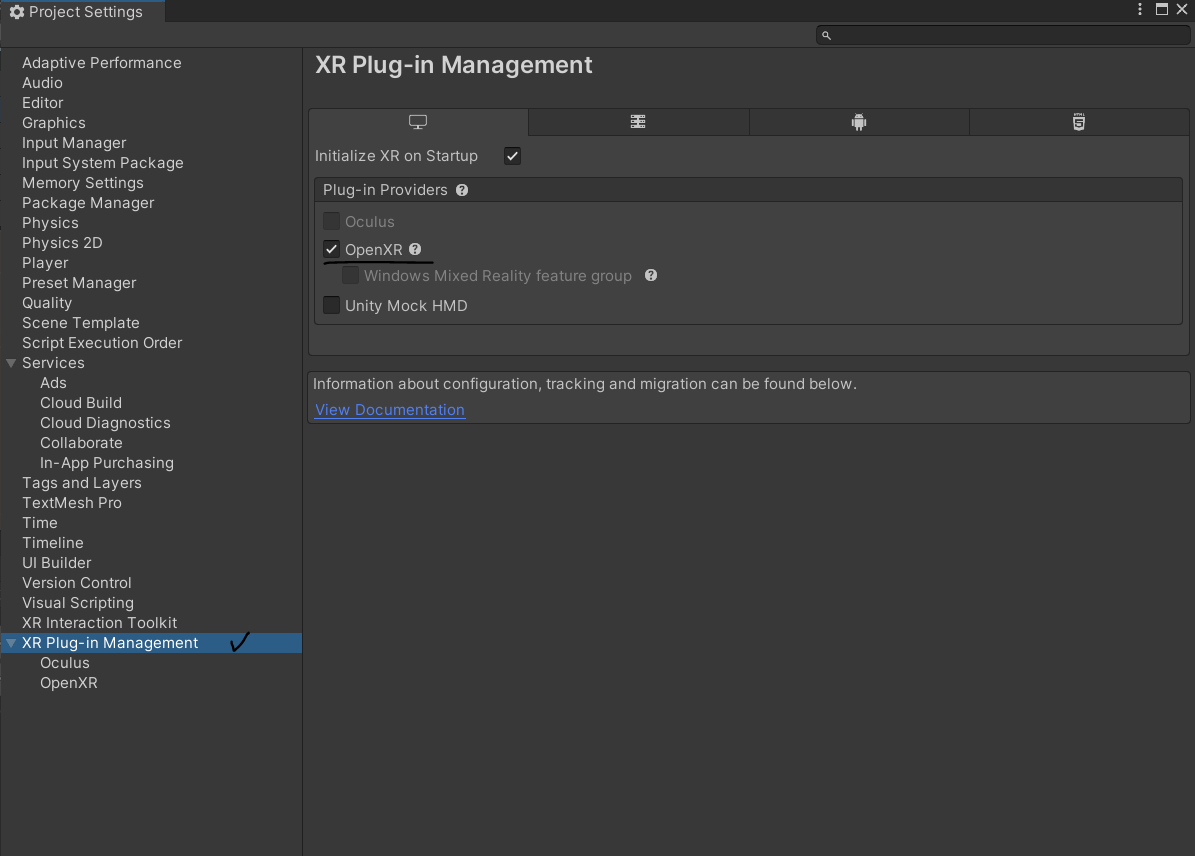 Project Settings
Adaptive Performance
Audio
Editor
Graphics
Input Manager
Input System Package
Memory Settings
Package Manager
Physics
Physics 2D
Player
Preset Manager
Quality
Scene Template
Script Execution Order
Services
Ads
Cloud Build
Cloud Diagnostics
Collaborate
In-App Purchasing
Tags and Layers
TextMesh Pro
Time
Timeline
UI Builder
Version Control
Visual Scripting
XR Interaction Toolkit
XR Plug-in Management
Oculus
OpenXR
XR Plug-in Management
HTML
Initialize XR on Startup
Plug-in Providers
Oculus
OpenXR
Windows Mixed Reality feature group
Unity Mock HMD
Information about configuration, tracking and migration can be found below.
View Documentation